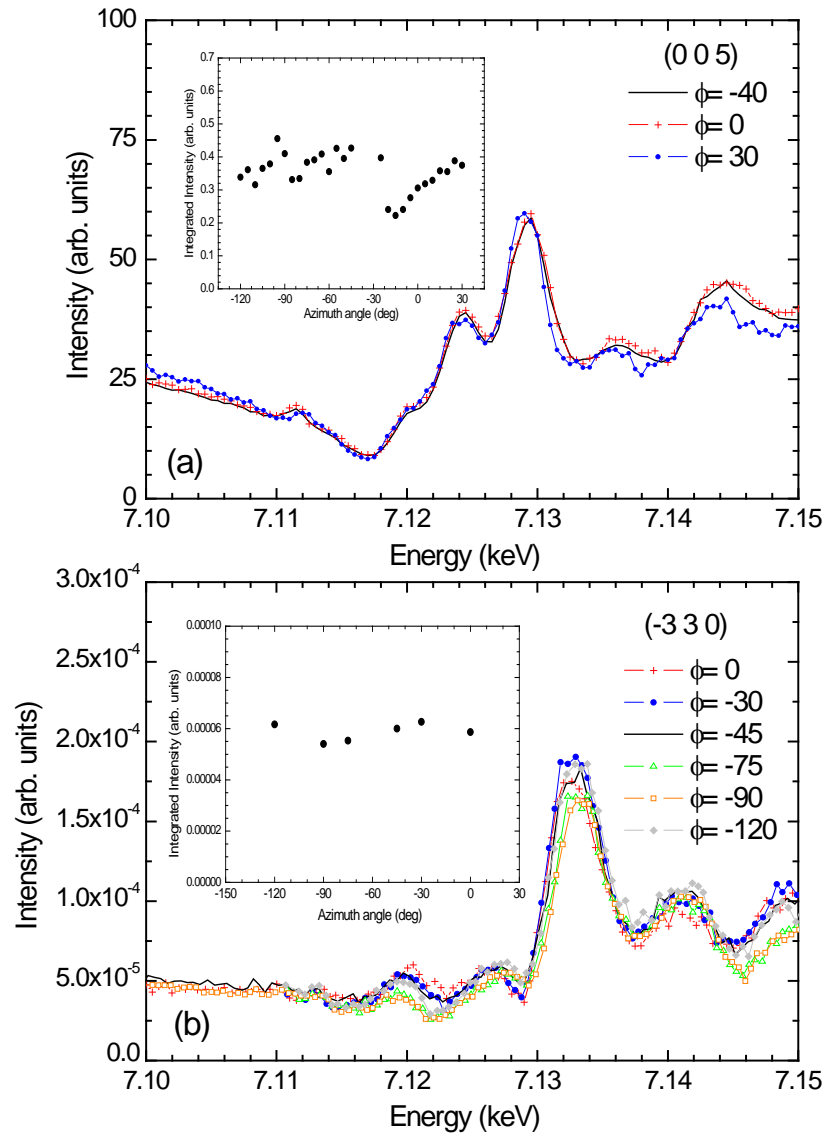 100
75
50
25
0
Intensity (arb. units)
7.10 7.11 7.12 7.13 7.14 7.15
Energy (keV)
(a)
(0 0 5)
ϕ= -40
ϕ= 0
ϕ= 30
0.7
0.6
0.5
0.4
0.3
0.2
0.1
0.0
Integrated Intensity (arb. units)
-120 -90 -60 -30 0 30
Azimuth angle (deg)
3.0x10-4
2.5x10-4
2.0x10-4
1.5x10-4
1.0x10-4
5.0x10-5
0.0
Intensity (arb. units)
7.10 7.11 7.12 7.13 7.14 7.15
Energy (keV)
(b)
(-3 3 0)
ϕ= 0
ϕ= -30
ϕ= -45
ϕ= -75
ϕ= -90
ϕ= -120
0.00010
0.00008
0.00006
0.00004
0.00002
0.00000
Integrated Intensity (arb. units)
-150 -120 -90 -60 -30 0 30
Azimuth angle (deg)